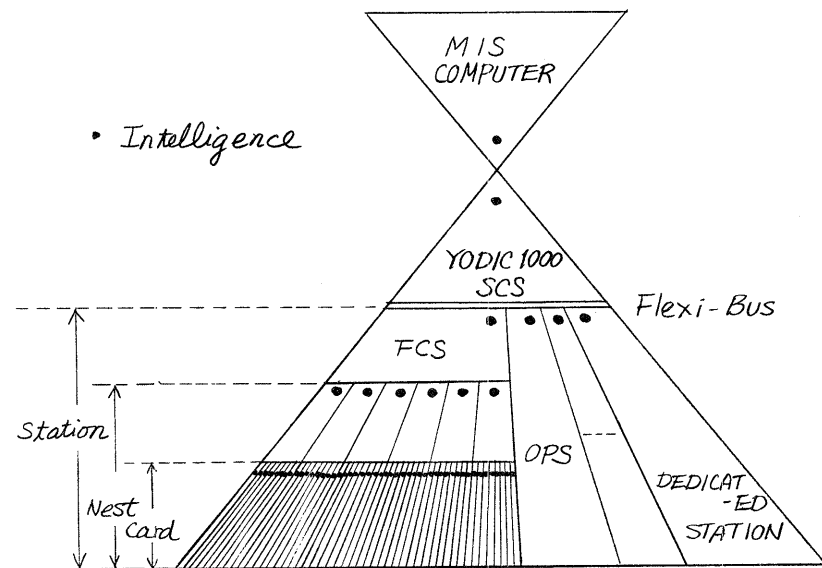 MIS
COMPUTER
• Intelligence
YODIC 1000
SCS
Flexi-Bus
FCS
Station
OPS
Nest
Card
DEDICAT
-ED
STATION